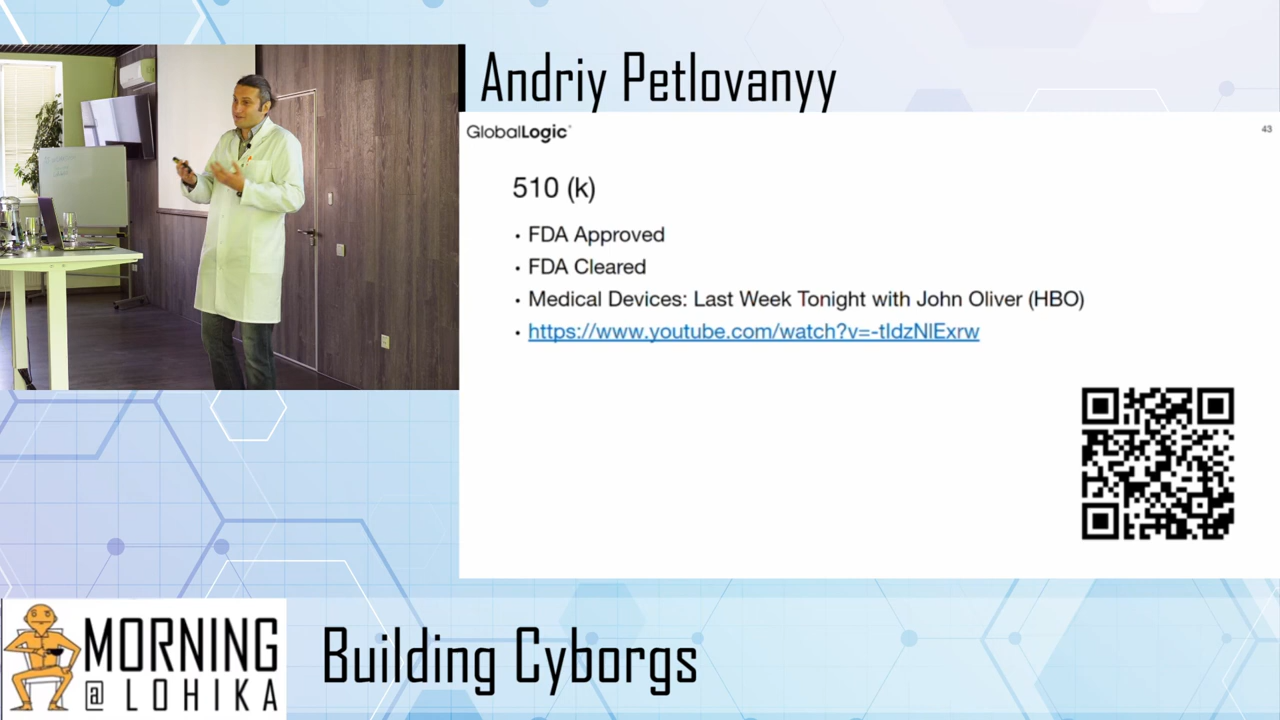 Andriy Petlovanyy
GlobalLogic
43
510 (k)
• FDA Approved
• FDA Cleared
• Medical Devices: Last Week Tonight with John Oliver (HBO)
• https://www.youtube.com/watch?v=-tIdzNlExrw
MORNING
@ LOHIKA
Building Cyborgs